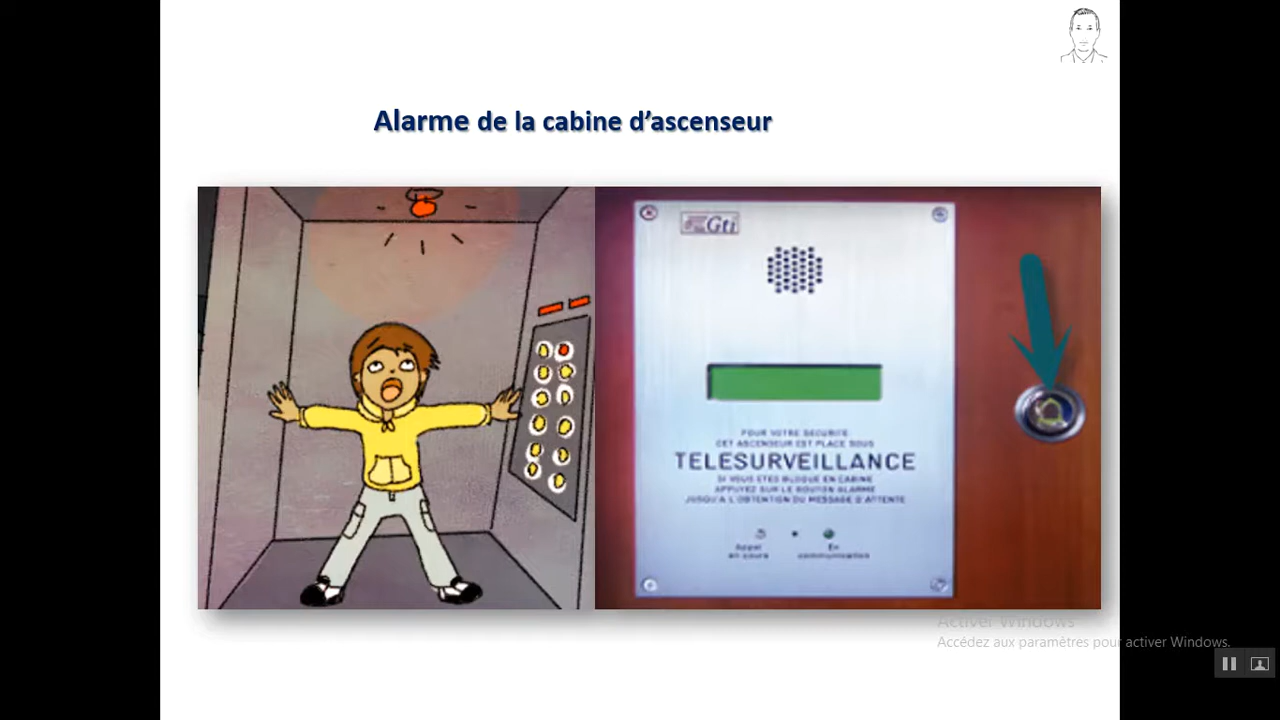 Alarme de la cabine d'ascenseur
Gti
POUR VOTRE SECURITE
CET ASCENSEUR EST PLACE SOUS
TELESURVEILLANCE
SI VOUS ETES BLOQUE EN CABINE
APPUYEZ SUR LE BOUTON ALARME
JUSQU'A L'OBTENTION DU MESSAGE D'ATTENTE
Appel
en cours
En
communication
Activer Windows
Accédez aux paramètres pour activer Windows.